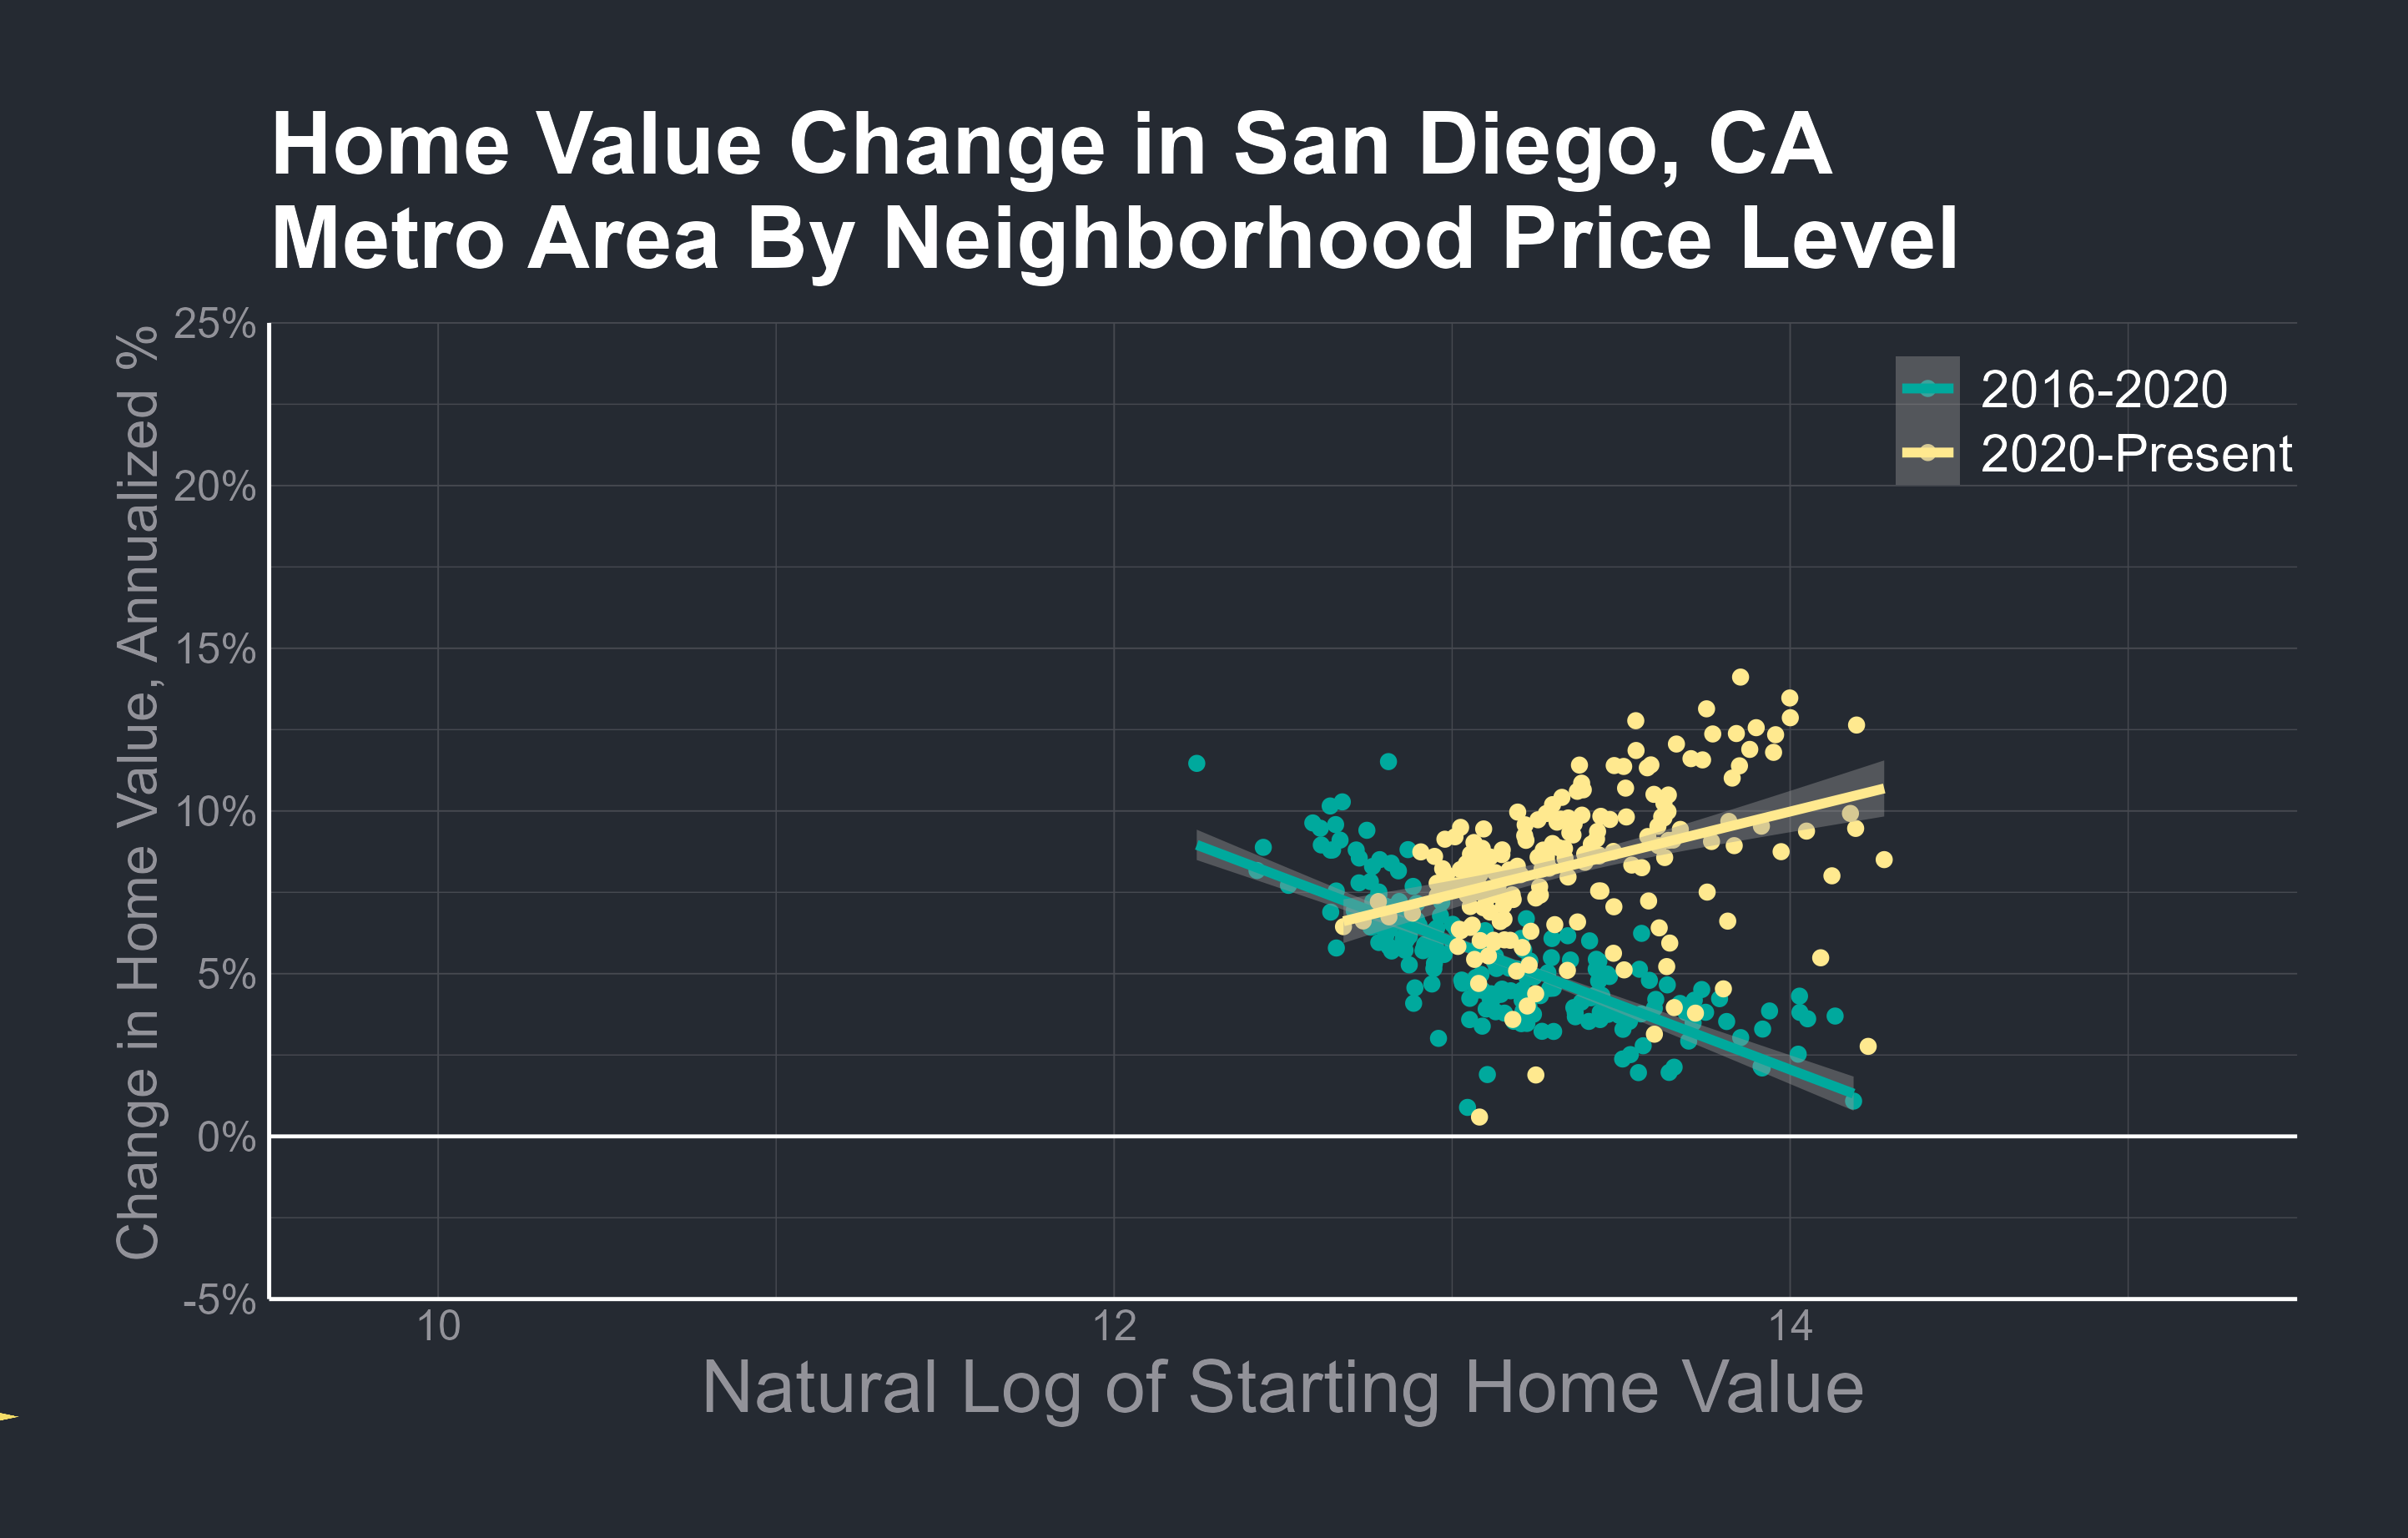 Home Value Change in San Diego, CA
Metro Area By Neighborhood Price Level
Change in Home Value, Annualized %
25%
20%
15%
10%
5%
0%
-5%
2016-2020
2020-Present
10
12
14
Natural Log of Starting Home Value